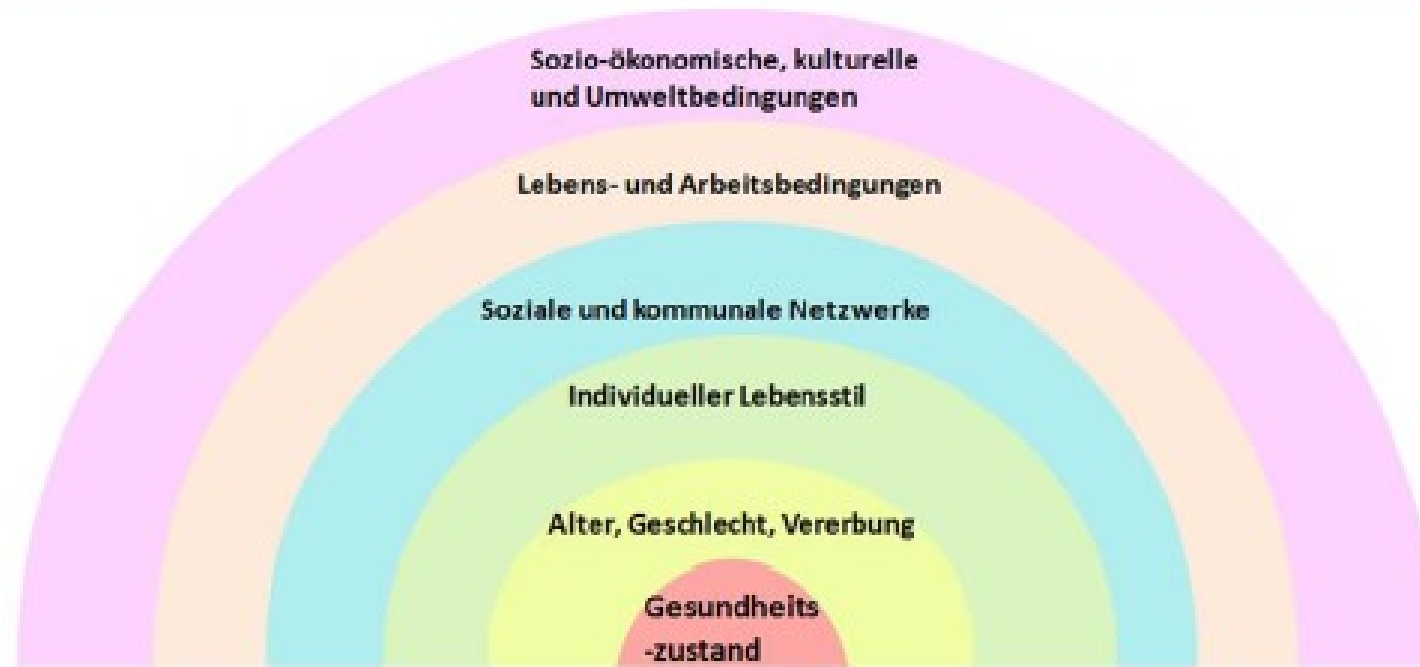 Sozio-ökonomische, kulturelle
und Umweltbedingungen
Lebens- und Arbeitsbedingungen
Soziale und kommunale Netzwerke
Individueller Lebensstil
Alter, Geschlecht, Vererbung
Gesundheits
-zustand